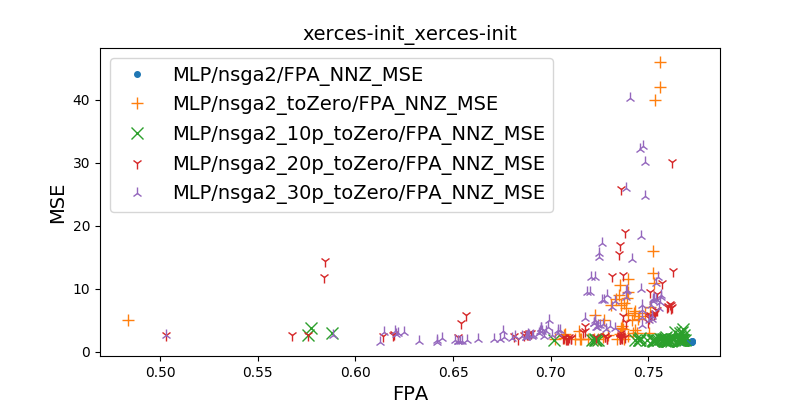 xerces-init_xerces-init
MLP/nsga2/FPA_NNZ_MSE
MLP/nsga2_toZero/FPA_NNZ_MSE
MLP/nsga2_10p_toZero/FPA_NNZ_MSE
MLP/nsga2_20p_toZero/FPA_NNZ_MSE
MLP/nsga2_30p_toZero/FPA_NNZ_MSE
MSE
40
30
20
10
0
0.50 0.55 0.60 0.65 0.70 0.75
FPA